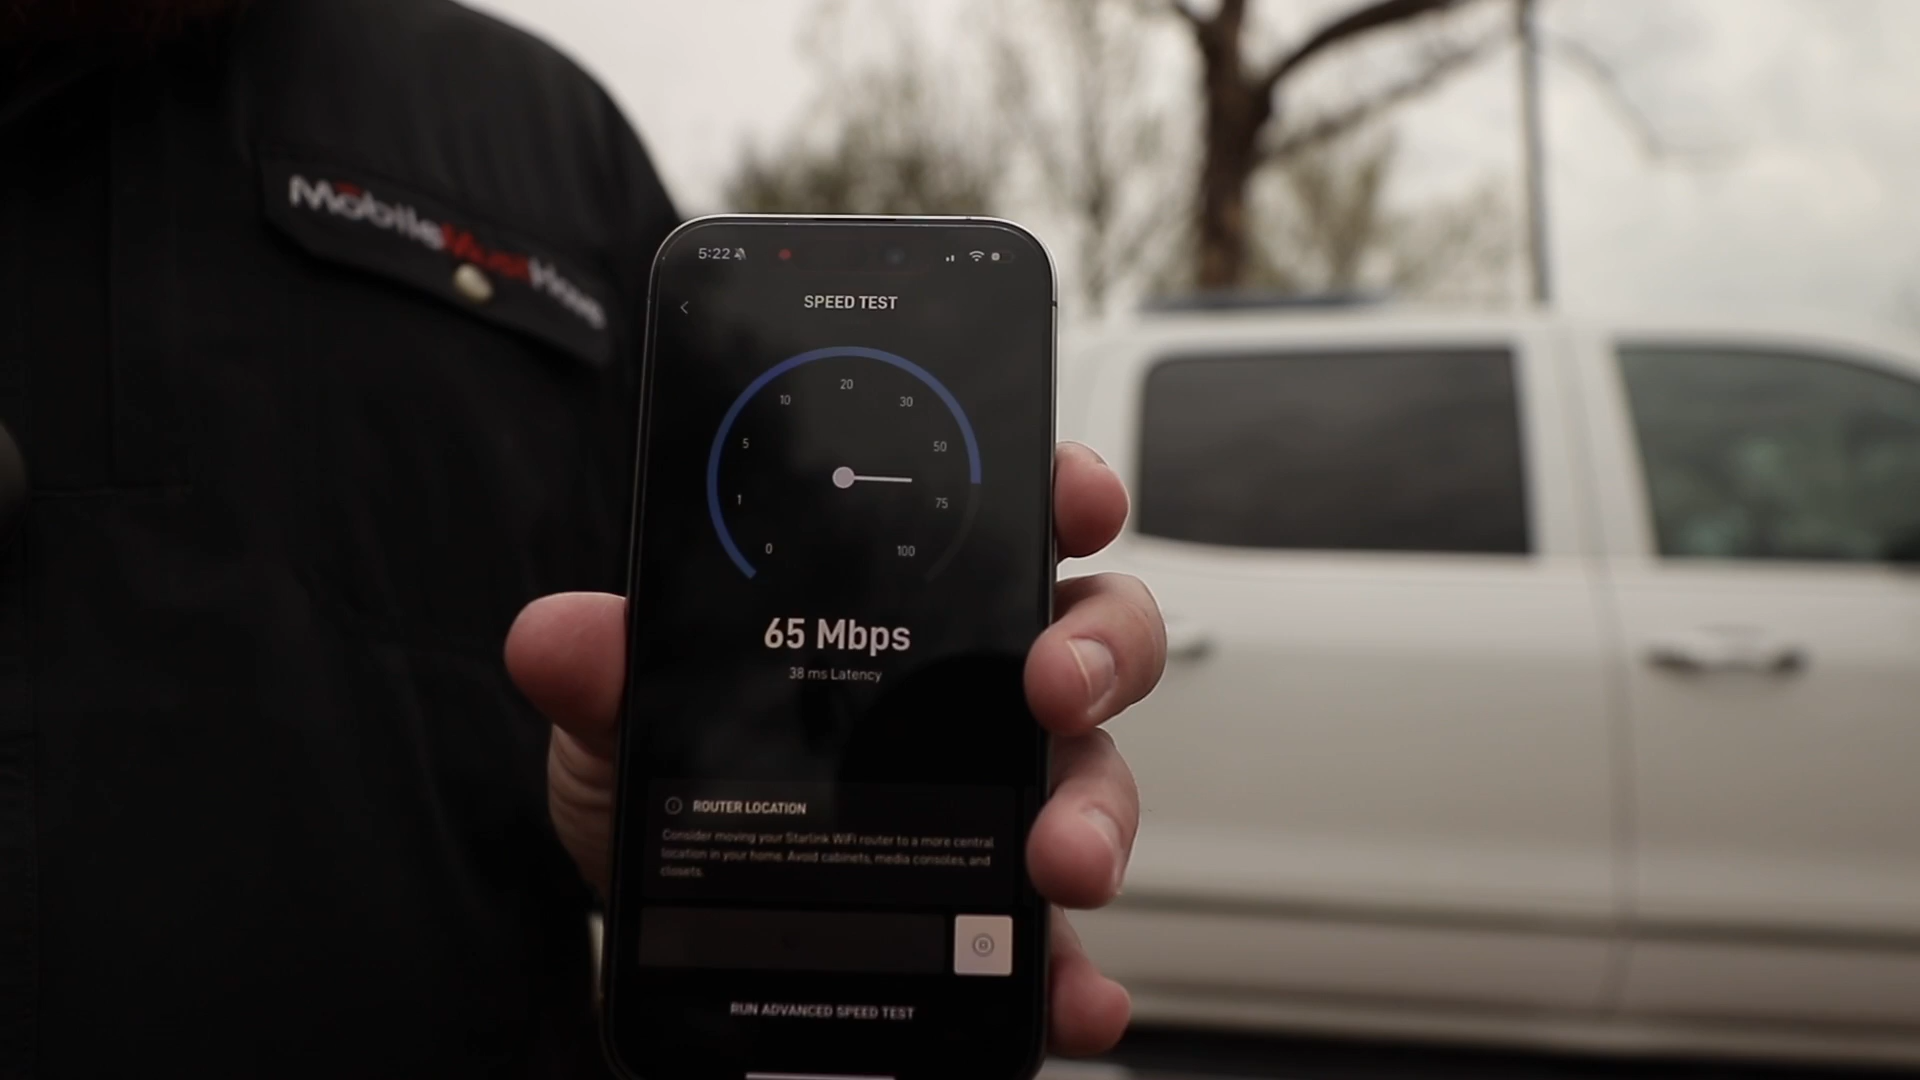 MobileMustHave
5:22
SPEED TEST
20
10
30
5
50
1
75
0
100
65 Mbps
38 ms Latency
ROUTER LOCATION
Consider moving your Starlink WiFi router to a more central
location in your home. Avoid cabinets, media consoles, and
closets.
RUN ADVANCED SPEED TEST